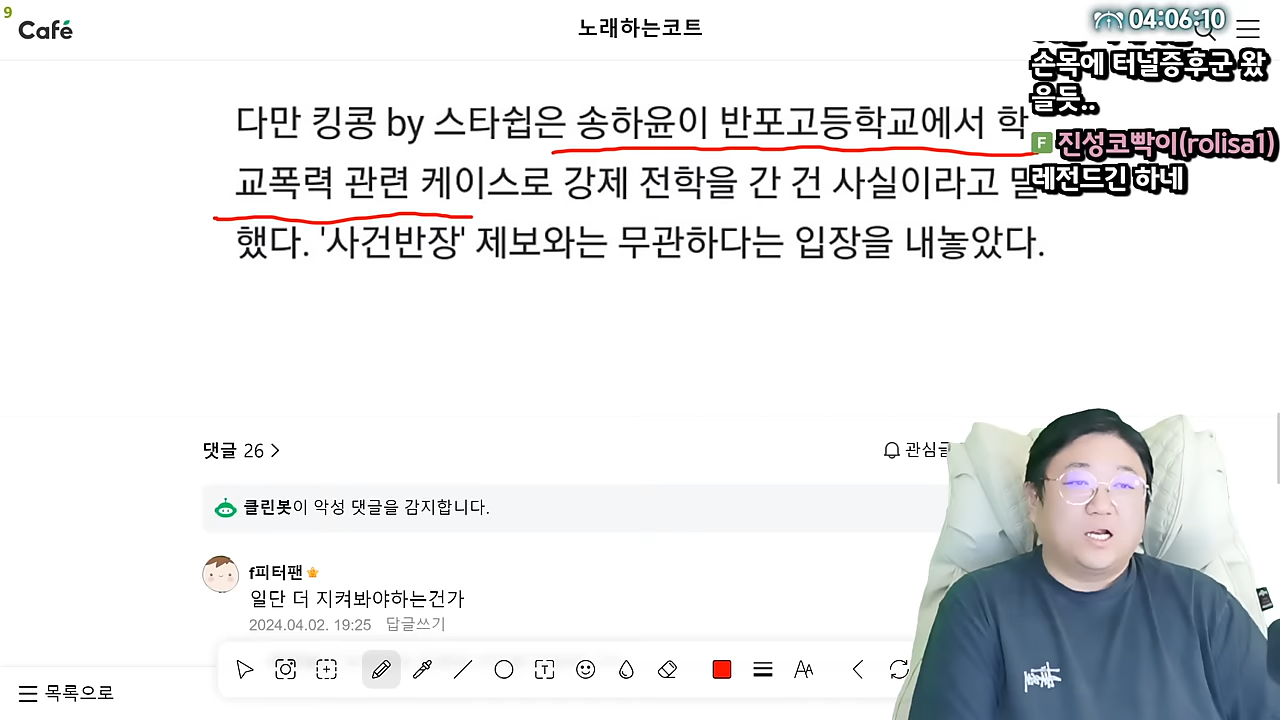 9
Café
노래하는코트
04:06:10
손목에 터널증후군 왔
을듯..
F 진성코빡이(rolisa1)
레전드긴 하네
다만 킹콩 by 스타쉽은 송하윤이 반포고등학교에서 학
교폭력 관련 케이스로 강제 전학을 간 건 사실이라고 말
했다. '사건반장' 제보와는 무관하다는 입장을 내놓았다.
댓글 26
관심글
클린봇이 악성 댓글을 감지합니다.
f피터팬
일단 더 지켜봐야하는건가
2024.04.02. 19:25 답글쓰기
목록으로